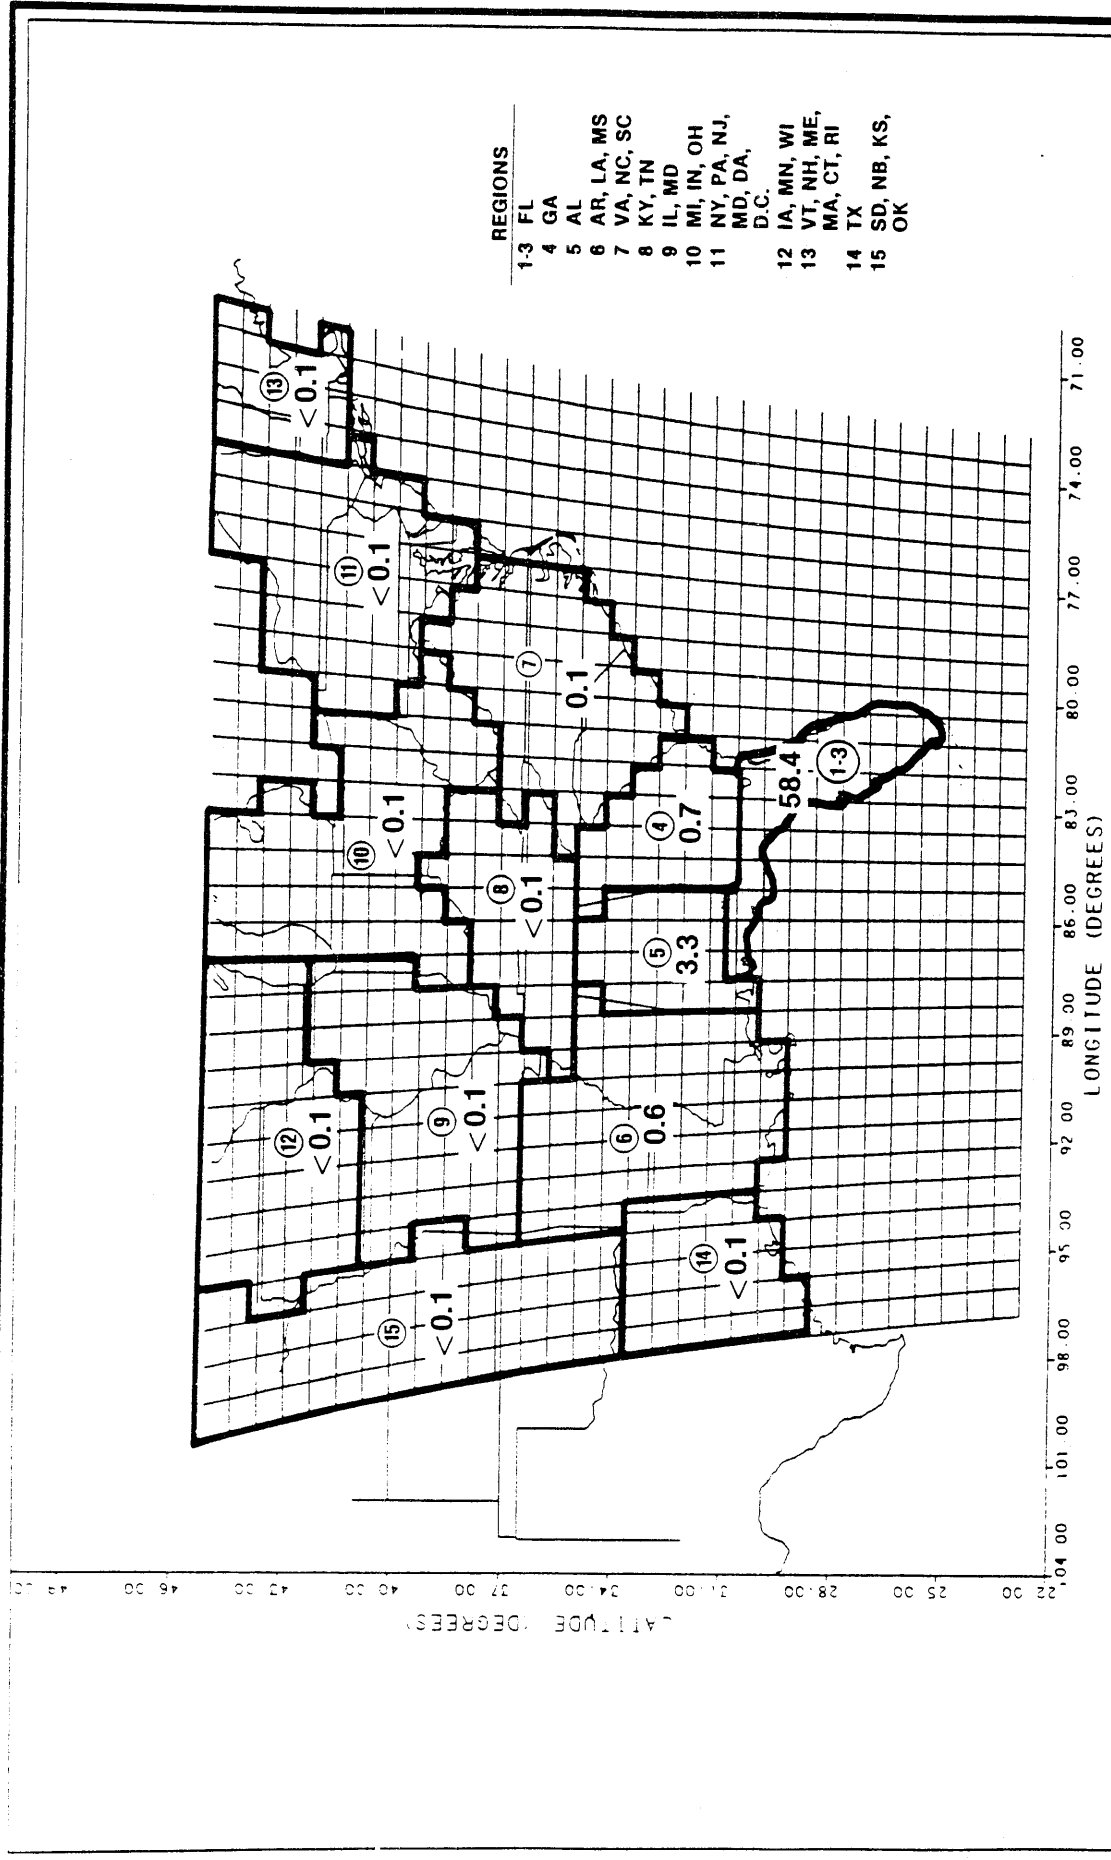 REGIONS
1-3 FL
4 GA
5 AL
6 AR, LA, MS
7 VA, NC, SC
8 KY, TN
9 IL, MD
10 MI, IN, OH
11 NY, PA, NJ,
MD, DA,
D.C.
12 IA, MN, WI
13 VT, NH, ME,
MA, CT, RI
14 TX
15 SD, NB, KS,
OK
13
<0.1
11
<0.1
12
<0.1
10
<0.1
9
<0.1
15
<0.1
8
<0.1
7
0.1
6
0.6
5
3.3
4
0.7
14
<0.1
58.4
1-3
LATITUDE (DEGREES)
46.00
43.00
40.00
37.00
34.00
31.00
28.00
25.00
22.00
104.00
101.00
98.00
95.00
92.00
89.00
86.00
83.00
80.00
77.00
74.00
71.00
LONGITUDE (DEGREES)